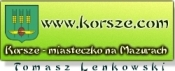 www.korsze.com
Korsze - miasteczko na Mazurach
Tomasz Lenkowski